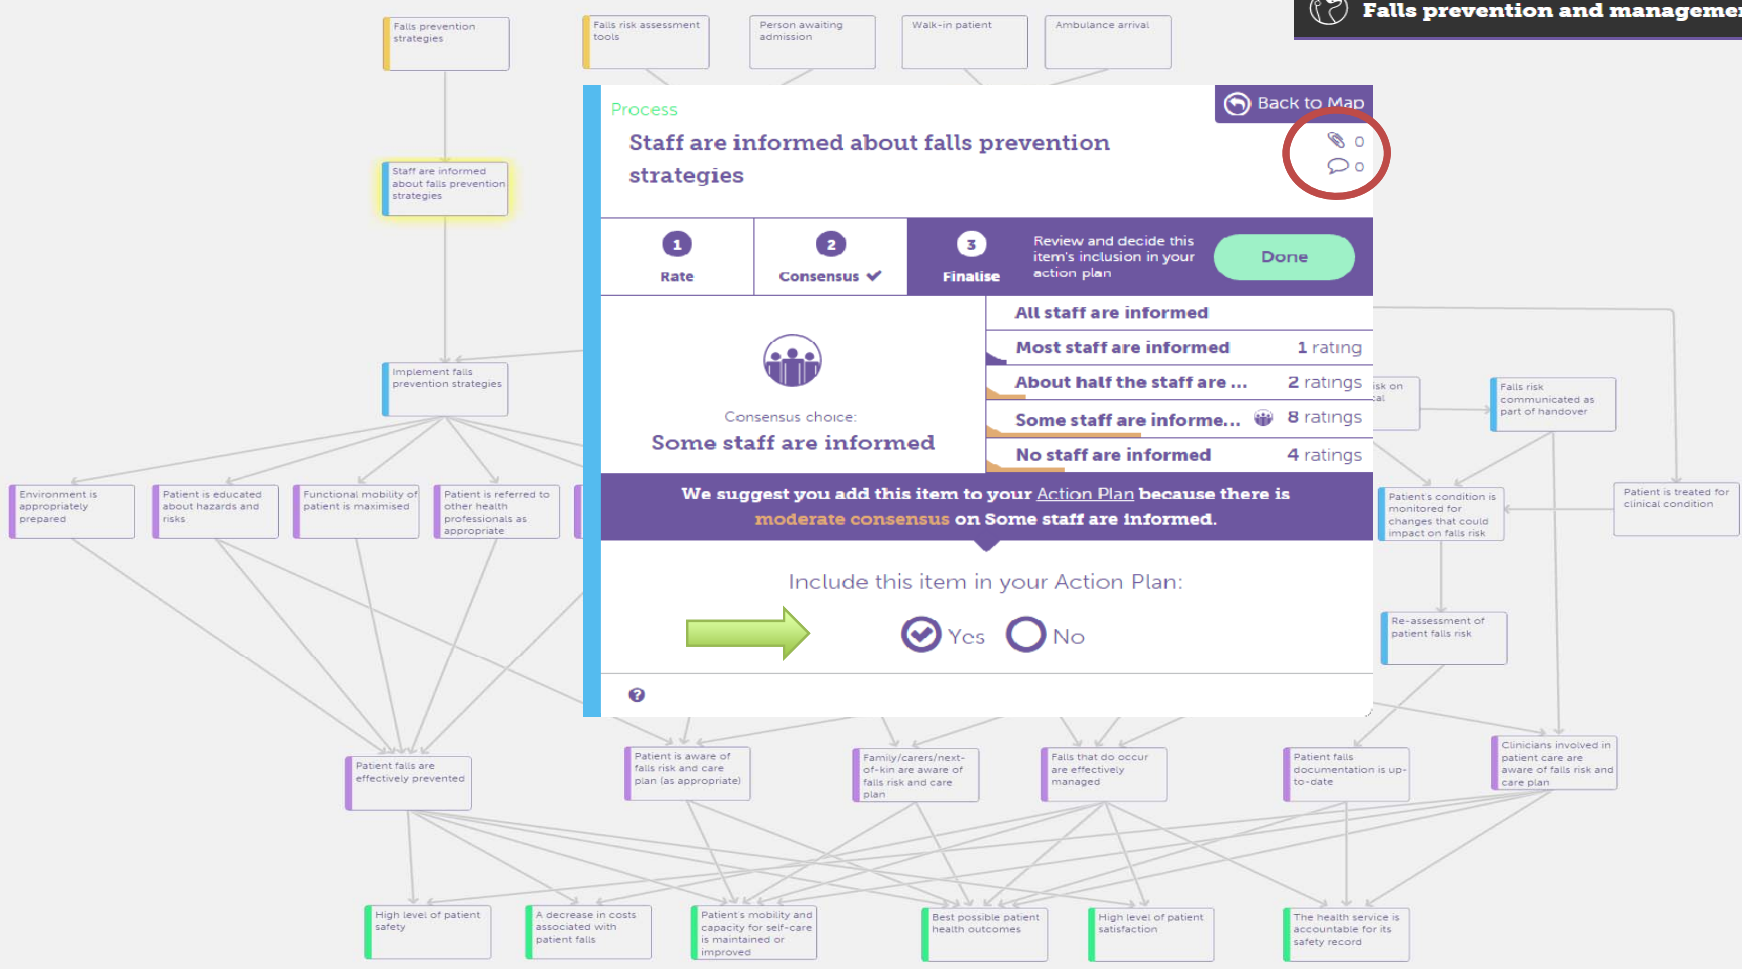 Falls prevention and managemen
Falls prevention
strategies
Falls risk assessment
tools
Person awaiting
admission
Walk-in patient
Ambulance arrival
Process
Back to Map
Staff are informed about falls prevention
strategies
0
0
Staff are informed
about falls prevention
strategies
1
Rate
2
Consensus
3
Finalise
Review and decide this
item's inclusion in your
action plan
Done
All staff are informed
Most staff are informed 1 rating
About half the staff are ... 2 ratings
Some staff are informe... 8 ratings
No staff are informed 4 ratings
Consensus choice:
Some staff are informed
We suggest you add this item to your Action Plan because there is
moderate consensus on Some staff are informed.
Include this item in your Action Plan:
Yes No
?
Implement falls
prevention strategies
isk on
cal
Falls risk
communicated as
part of handover
Environment is
appropriately
prepared
Patient is educated
about hazards and
risks
Functional mobility of
patient is maximised
Patient is referred to
other health
professionals as
appropriate
Patient's condition is
monitored for
changes that could
impact on falls risk
Patient is treated for
clinical condition
Re-assessment of
patient falls risk
Patient falls are
effectively prevented
Patient is aware of
falls risk and care
plan (as appropriate)
Family/carers/next-
of-kin are aware of
falls risk and care
plan
Falls that do occur
are effectively
managed
Patient falls
documentation is up-
to-date
Clinicians involved in
patient care are
aware of falls risk and
care plan
High level of patient
safety
A decrease in costs
associated with
patient falls
Patient's mobility and
capacity for self-care
is maintained or
improved
Best possible patient
health outcomes
High level of patient
satisfaction
The health service is
accountable for its
safety record